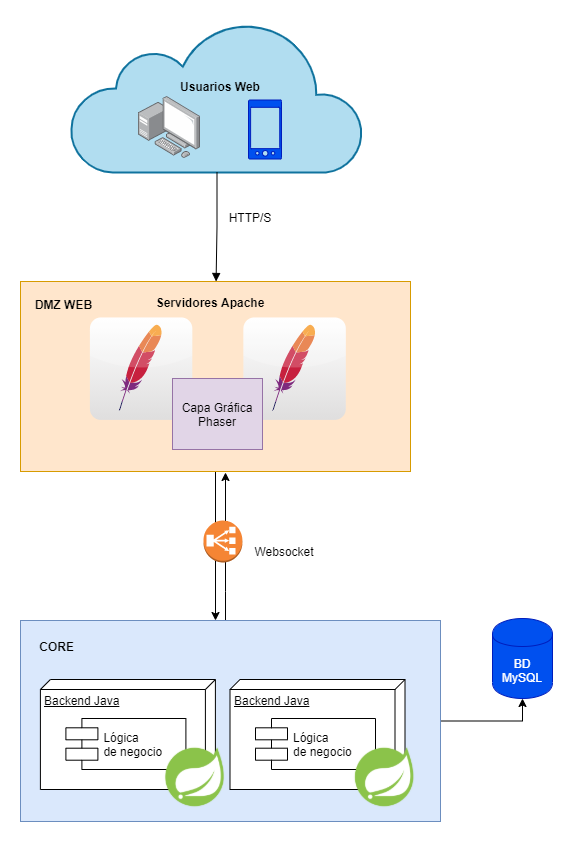 Usuarios Web
HTTP/S
DMZ WEB
Servidores Apache
Capa Gráfica
Phaser
Websocket
CORE
BD
MySQL
Backend Java
Lógica
de negocio
Backend Java
Lógica
de negocio